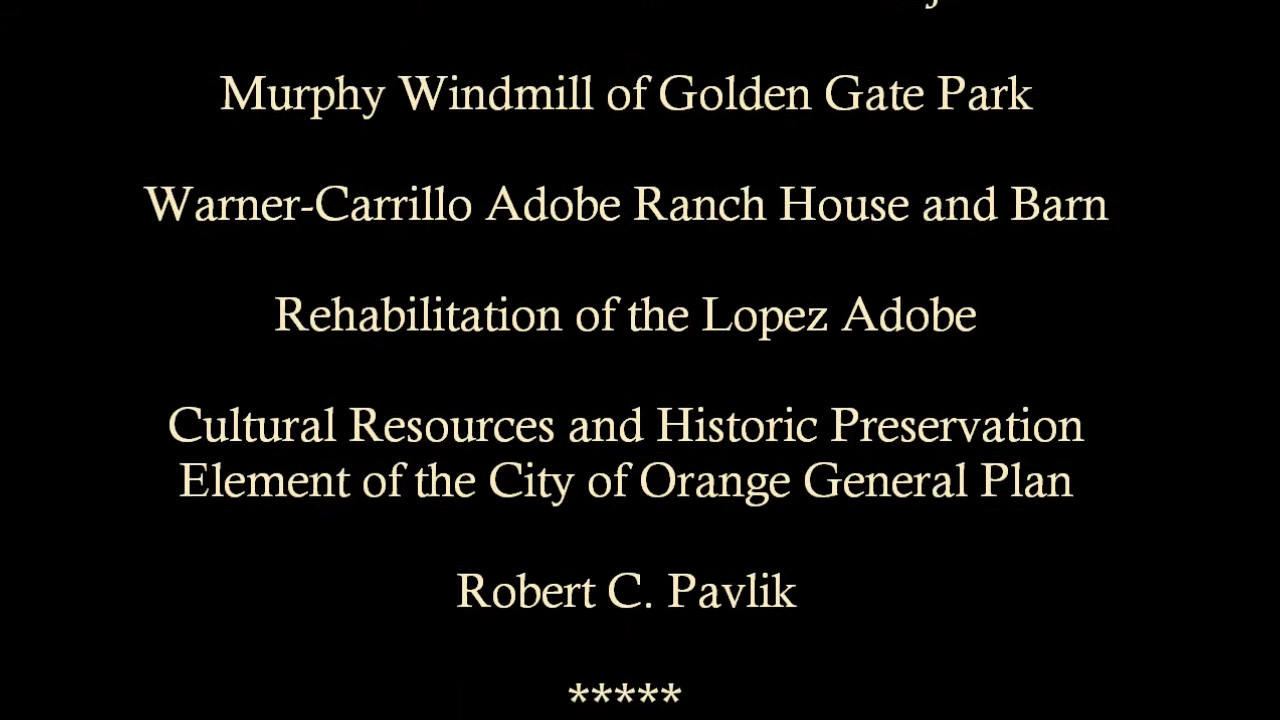 Murphy Windmill of Golden Gate Park
Warner-Carrillo Adobe Ranch House and Barn
Rehabilitation of the Lopez Adobe
Cultural Resources and Historic Preservation
Element of the City of Orange General Plan
Robert C. Pavlik
*****